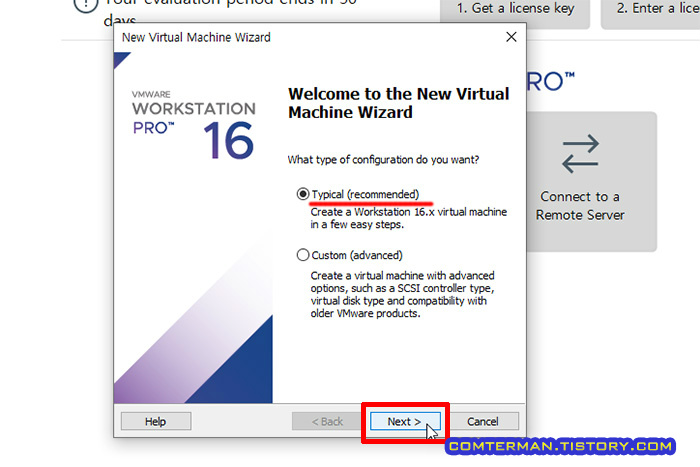 Your evaluation period ends in 30
days.
1. Get a license key
2. Enter a lice
New Virtual Machine Wizard
VMWARE
WORKSTATION
PRO™ 16
Welcome to the New Virtual
Machine Wizard
What type of configuration do you want?
Typical (recommended)
Create a Workstation 16.x virtual machine
in a few easy steps.
Custom (advanced)
Create a virtual machine with advanced
options, such as a SCSI controller type,
virtual disk type and compatibility with
older VMware products.
RO™
Connect to a
Remote Server
Help
< Back
Next >
Cancel
COMTERMAN.TISTORY.COM